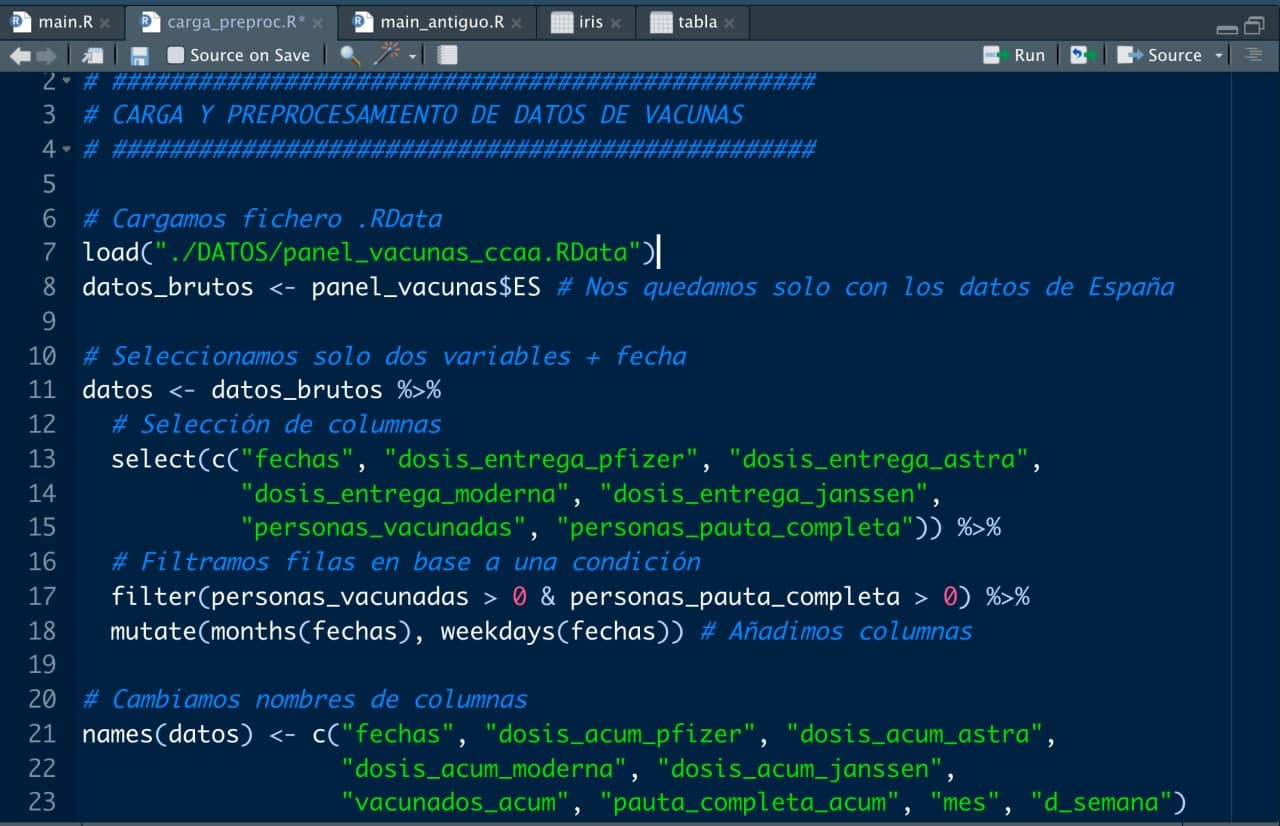 main.R carga_preproc.R* main_antiguo.R iris tabla
Source on Save Run Source
2 # #################################################
3 # CARGA Y PREPROCESAMIENTO DE DATOS DE VACUNAS
4 # #################################################
5
6 # Cargamos fichero .RData
7 load("./DATOS/panel_vacunas_ccaa.RData")
8 datos_brutos <- panel_vacunas$ES # Nos quedamos solo con los datos de España
9
10 # Seleccionamos solo dos variables + fecha
11 datos <- datos_brutos %>%
12   # Selección de columnas
13   select(c("fechas", "dosis_entrega_pfizer", "dosis_entrega_astra",
14            "dosis_entrega_moderna", "dosis_entrega_janssen",
15            "personas_vacunadas", "personas_pauta_completa")) %>%
16   # Filtramos filas en base a una condición
17   filter(personas_vacunadas > 0 & personas_pauta_completa > 0) %>%
18   mutate(months(fechas), weekdays(fechas)) # Añadimos columnas
19
20 # Cambiamos nombres de columnas
21 names(datos) <- c("fechas", "dosis_acum_pfizer", "dosis_acum_astra",
22                   "dosis_acum_moderna", "dosis_acum_janssen",
23                   "vacunados_acum", "pauta_completa_acum", "mes", "d_semana")